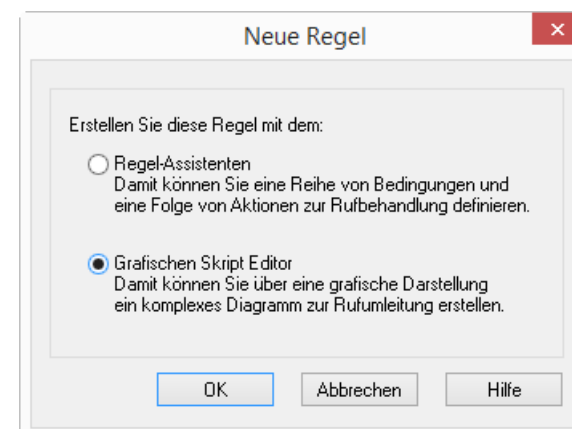 Neue Regel
Erstellen Sie diese Regel mit dem:
Regel-Assistenten
Damit können Sie eine Reihe von Bedingungen und
eine Folge von Aktionen zur Rufbehandlung definieren.
Grafischen Skript Editor
Damit können Sie über eine grafische Darstellung
ein komplexes Diagramm zur Rufumleitung erstellen.
OK Abbrechen Hilfe